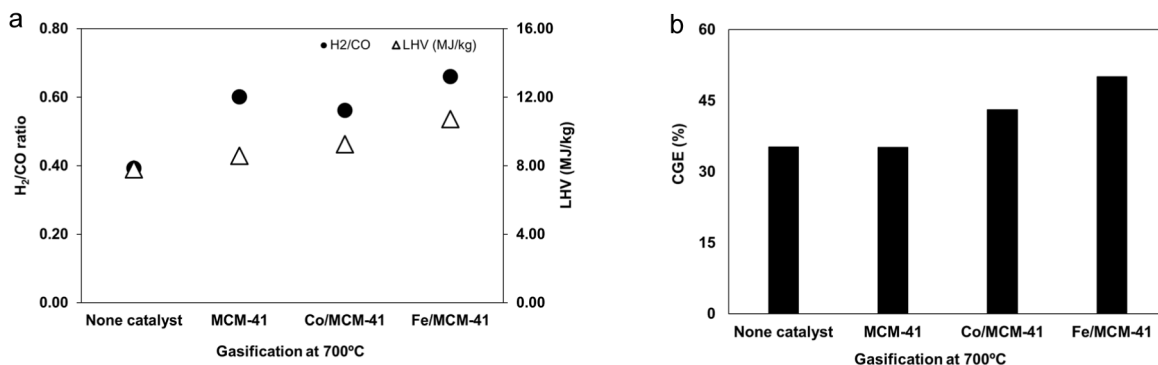 a
H2/CO LHV (MJ/kg)
H₂/CO ratio
0.80
0.60
0.40
0.20
0.00
16.00
12.00
8.00
4.00
0.00
LHV (MJ/kg)
None catalyst MCM-41 Co/MCM-41 Fe/MCM-41
Gasification at 700ºC
b
CGE (%)
60
45
30
15
0
None catalyst MCM-41 Co/MCM-41 Fe/MCM-41
Gasification at 700ºC